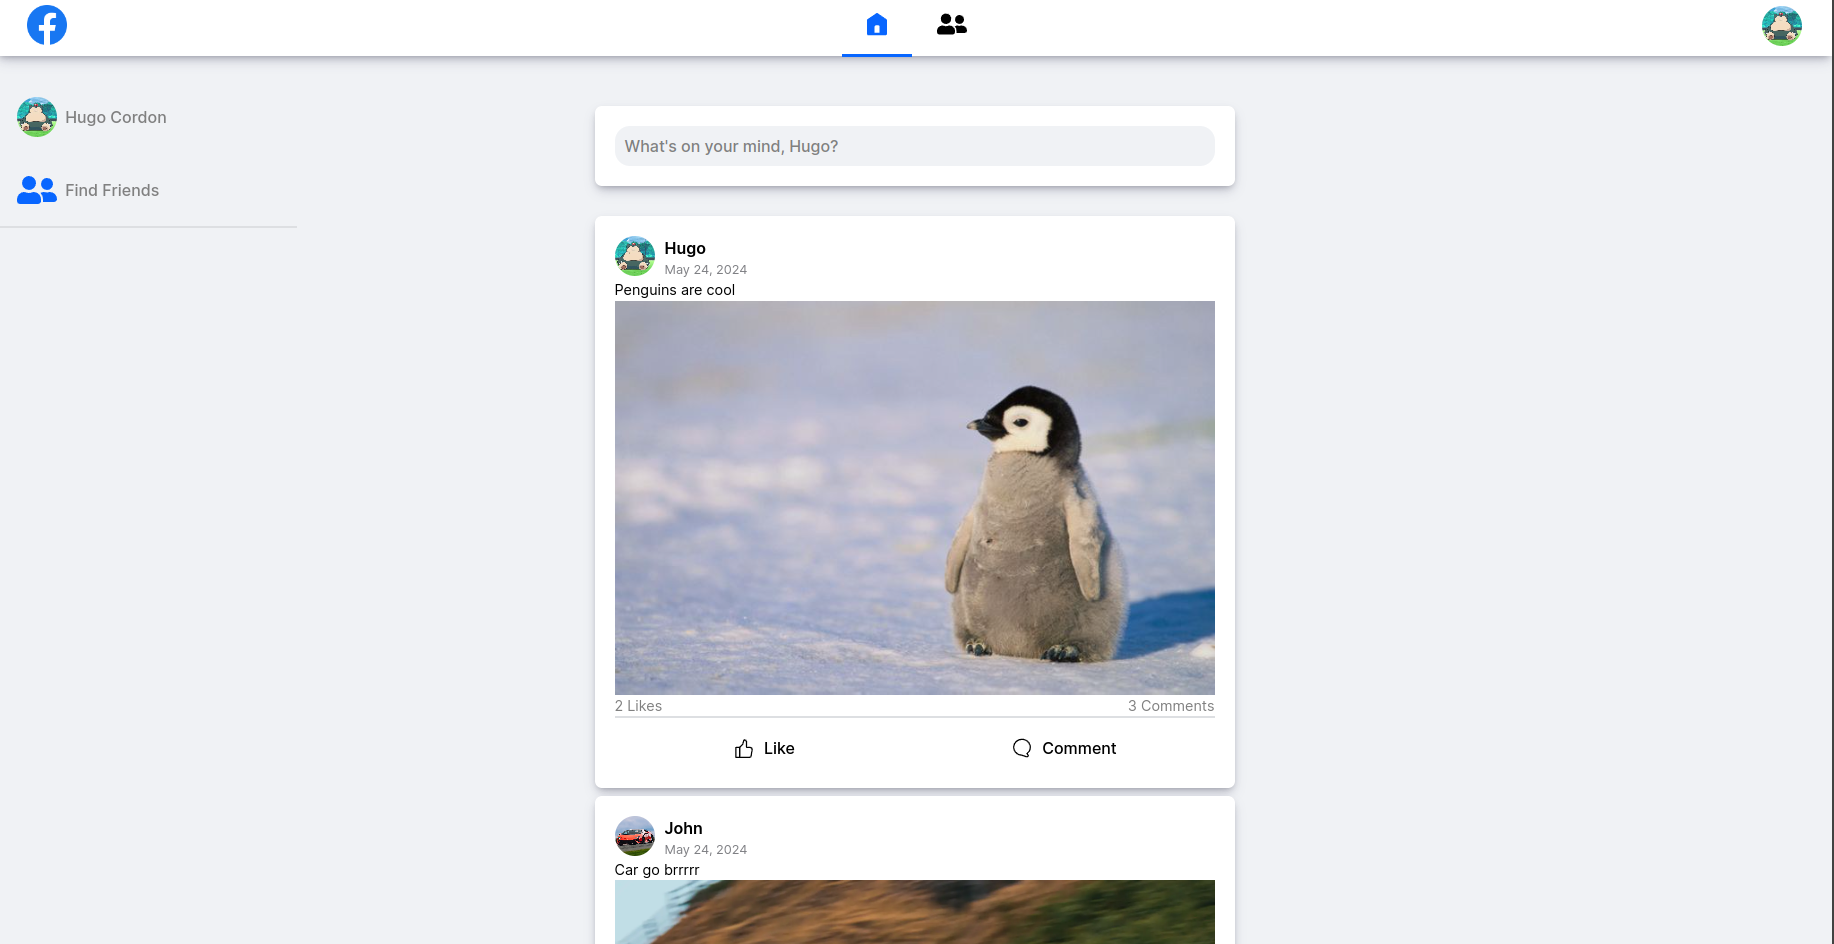 Hugo Cordon
Find Friends
What's on your mind, Hugo?
Hugo
May 24, 2024
Penguins are cool
2 Likes
3 Comments
Like
Comment
John
May 24, 2024
Car go brrrrr